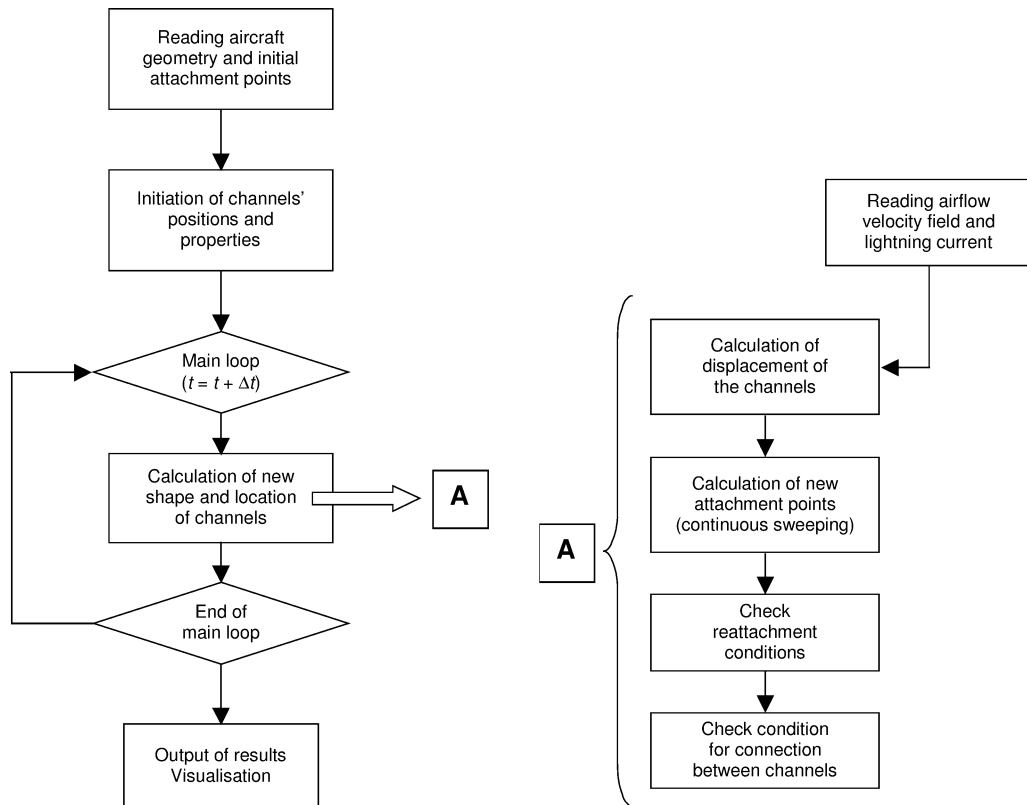 Reading aircraft
geometry and initial
attachment points
Initiation of channels'
positions and
properties
Main loop
(t = t + Δt)
Calculation of new
shape and location
of channels
A
End of
main loop
Output of results
Visualisation
Reading airflow
velocity field and
lightning current
A
Calculation of
displacement of
the channels
Calculation of new
attachment points
(continuous sweeping)
Check
reattachment
conditions
Check condition
for connection
between channels